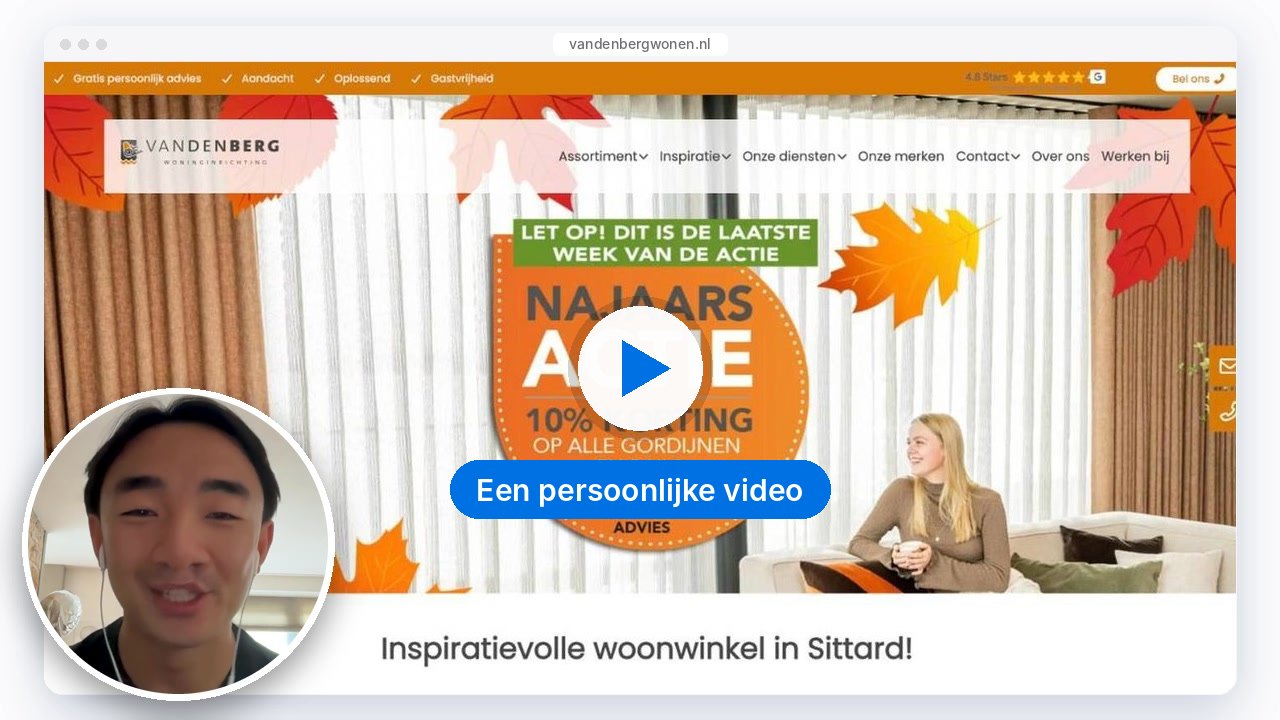 vandenbergwonen.nl
Gratis persoonlijk advies
Aandacht
Oplossend
Gastvrijheid
4.8 Stars
G
Bel ons
VANDENBERG
WONINGINRICHTING
Assortiment
Inspiratie
Onze diensten
Onze merken
Contact
Over ons
Werken bij
LET OP! DIT IS DE LAATSTE
WEEK VAN DE ACTIE
NAJAARS
ACTIE
10% KORTING
OP ALLE GORDIJNEN
Een persoonlijke video
ADVIES
Inspiratievolle woonwinkel in Sittard!